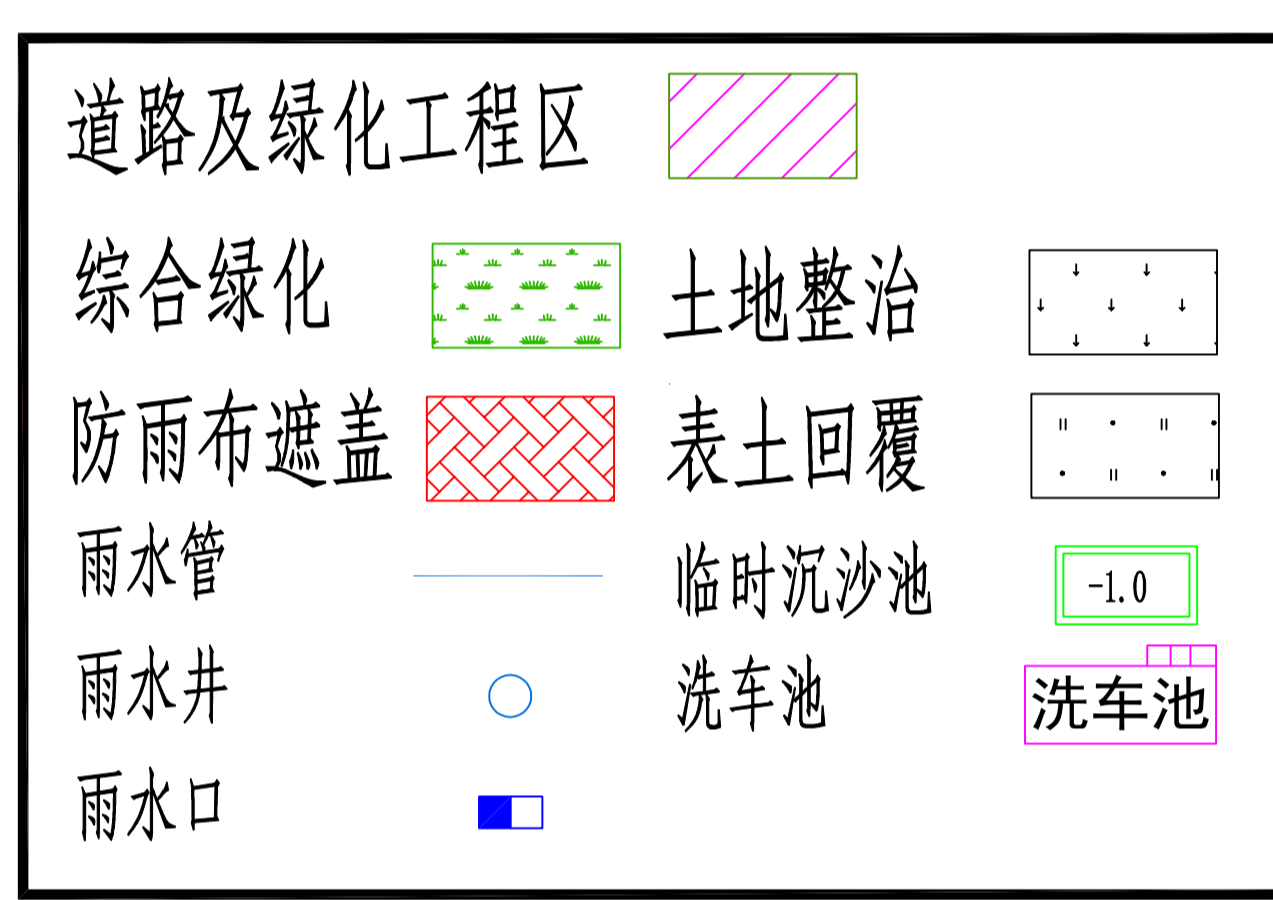 道路及绿化工程区
综合绿化
土地整治
防雨布遮盖
表土回覆
雨水管
临时沉沙池
-1.0
雨水井
洗车池
洗车池
雨水口